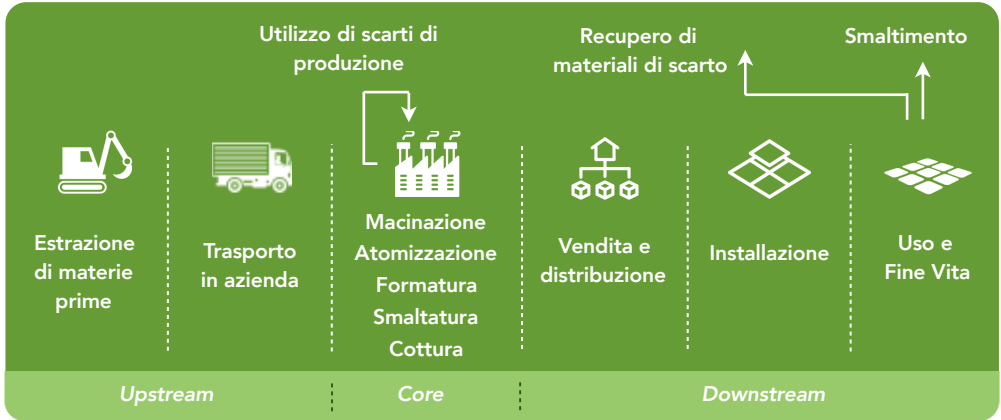 Utilizzo di scarti di
produzione
Recupero di
materiali di scarto
Smaltimento
Estrazione
di materie
prime
Trasporto
in azienda
Macinazione
Atomizzazione
Formatura
Smaltatura
Cottura
Vendita e
distribuzione
Installazione
Uso e
Fine Vita
Upstream
Core
Downstream